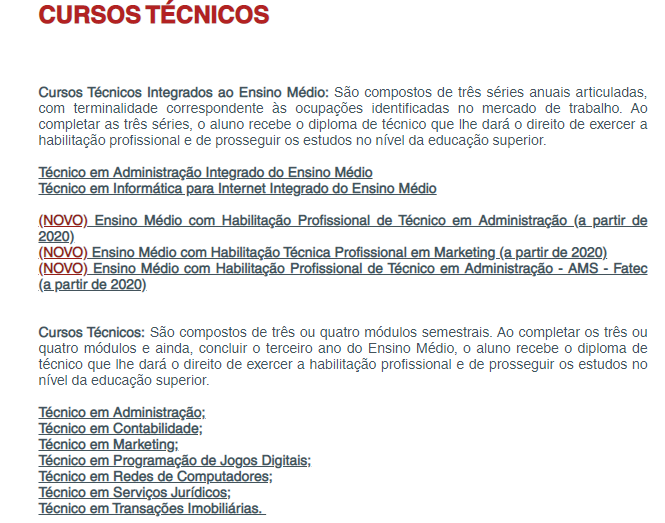 CURSOS TÉCNICOS
Cursos Técnicos Integrados ao Ensino Médio: São compostos de três séries anuais articuladas,
com terminalidade correspondente às ocupações identificadas no mercado de trabalho. Ao
completar as três séries, o aluno recebe o diploma de técnico que lhe dará o direito de exercer a
habilitação profissional e de prosseguir os estudos no nível da educação superior.
Técnico em Administração Integrado do Ensino Médio
Técnico em Informática para Internet Integrado do Ensino Médio
(NOVO) Ensino Médio com Habilitação Profissional de Técnico em Administração (a partir de
2020)
(NOVO) Ensino Médio com Habilitação Técnica Profissional em Marketing (a partir de 2020)
(NOVO) Ensino Médio com Habilitação Profissional de Técnico em Administração - AMS - Fatec
(a partir de 2020)
Cursos Técnicos: São compostos de três ou quatro módulos semestrais. Ao completar os três ou
quatro módulos e ainda, concluir o terceiro ano do Ensino Médio, o aluno recebe o diploma de
técnico que lhe dará o direito de exercer a habilitação profissional e de prosseguir os estudos no
nível da educação superior.
Técnico em Administração;
Técnico em Contabilidade;
Técnico em Marketing;
Técnico em Programação de Jogos Digitais;
Técnico em Redes de Computadores;
Técnico em Serviços Jurídicos;
Técnico em Transações Imobiliárias.